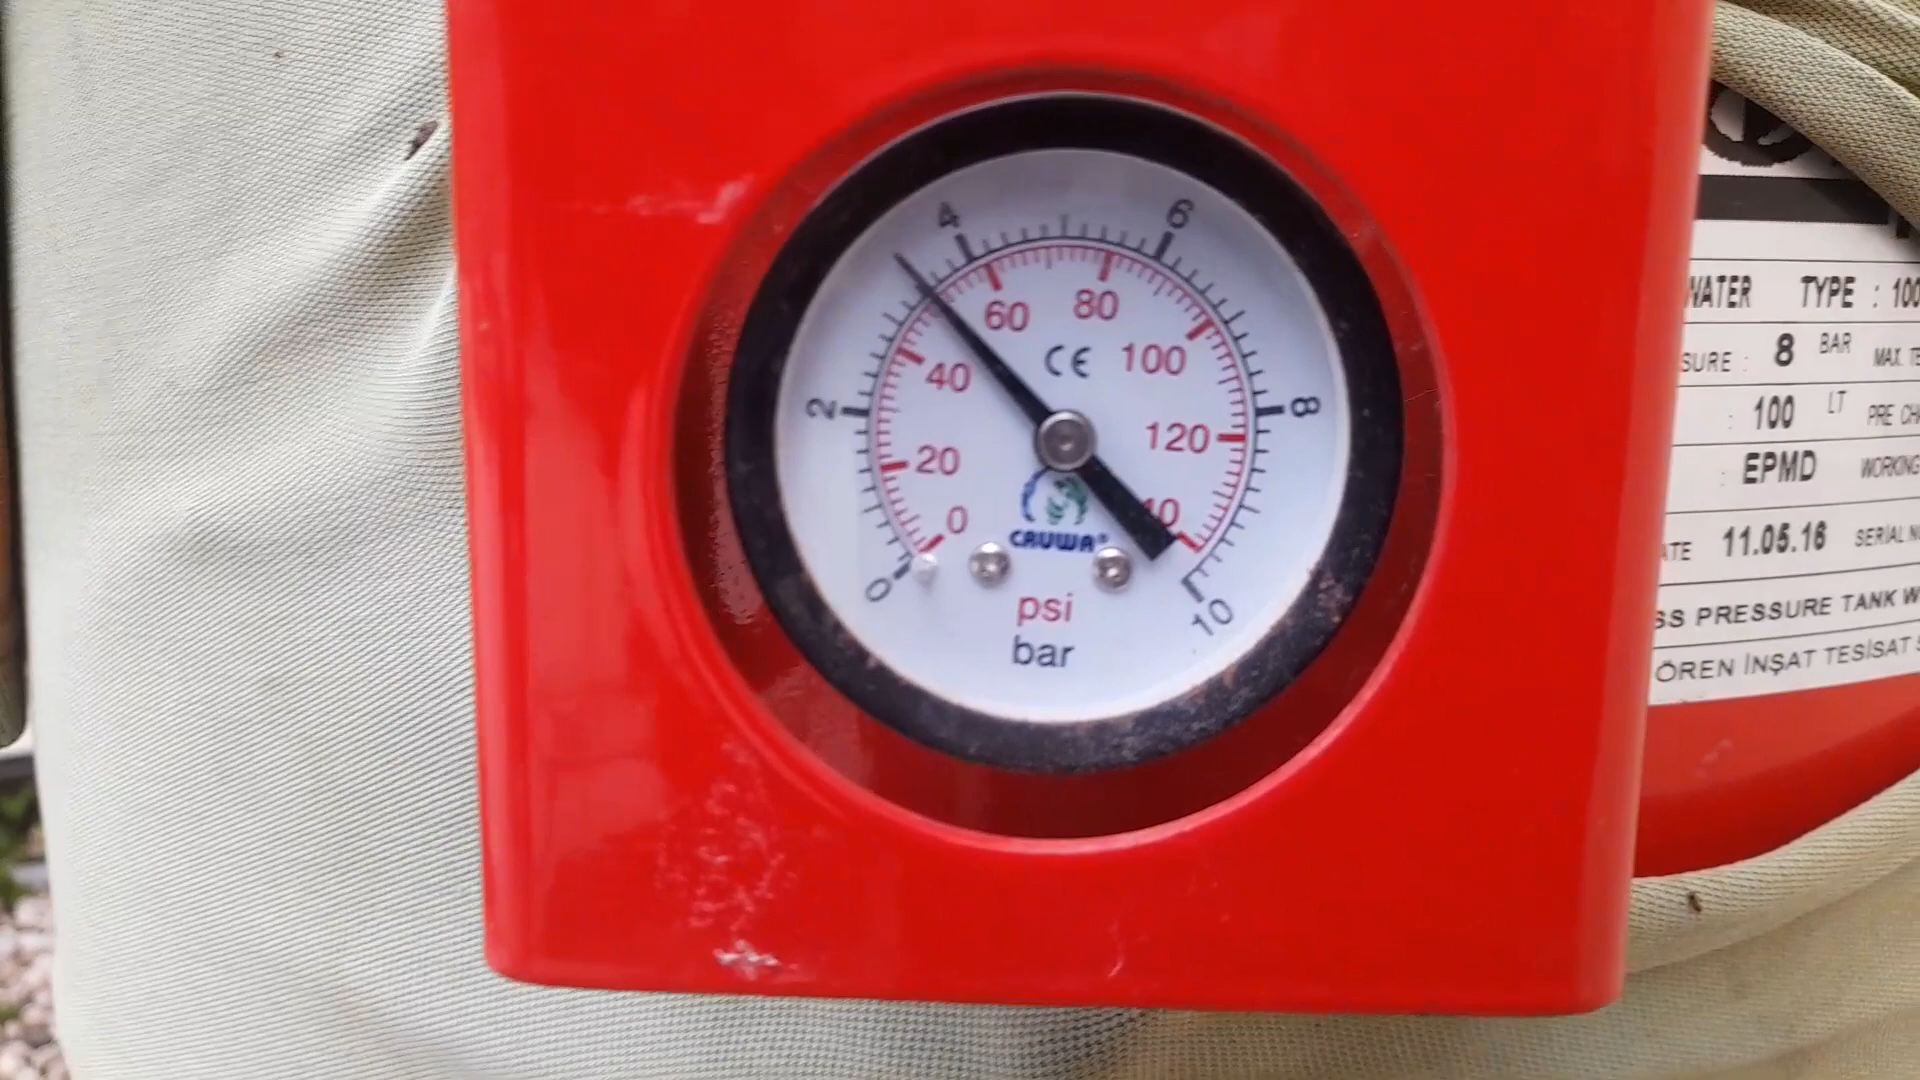 4 6
60 80
40 100
2 8
20 120
0
CE
CRUWA®
0 10
psi
bar
WATER TYPE : 100
SURE : 8 BAR MAX. TE
: 100 LT PRE CH
: EPMD WORKING
ATE 11.05.16 SERİAL N
SS PRESSURE TANK W
ÖREN İNŞAT TESİSAT S